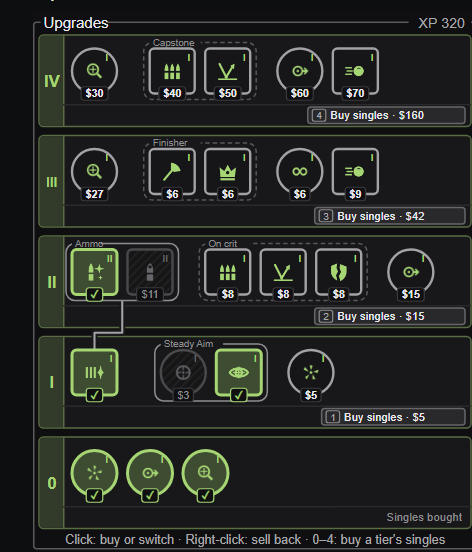 Upgrades XP 320
IV
Capstone
I I I I I
$30 $40 $50 $60 $70
4 Buy singles · $160
III
Finisher
I I I I I
$27 $6 $6 $6 $9
3 Buy singles · $42
II
Ammo On crit
II II I I I I
$11 $8 $8 $8 $15
2 Buy singles · $15
I
Steady Aim
I I I I
$3 $5
1 Buy singles · $5
0
I I I
Singles bought
Click: buy or switch · Right-click: sell back · 0–4: buy a tier's singles